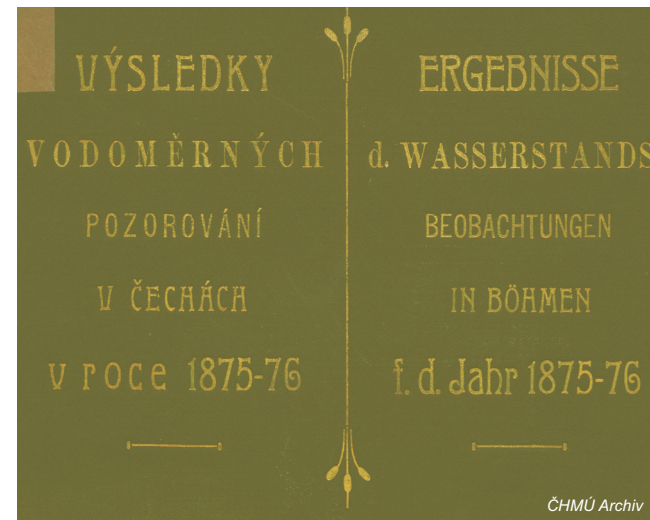 VÝSLEDKY
VODOMĚRNÝCH
POZOROVÁNÍ
V ČECHÁCH
v roce 1875-76
ERGEBNISSE
d. WASSERSTANDS
BEOBACHTUNGEN
IN BÖHMEN
f. d. Jahr 1875-76
ČHMÚ Archiv